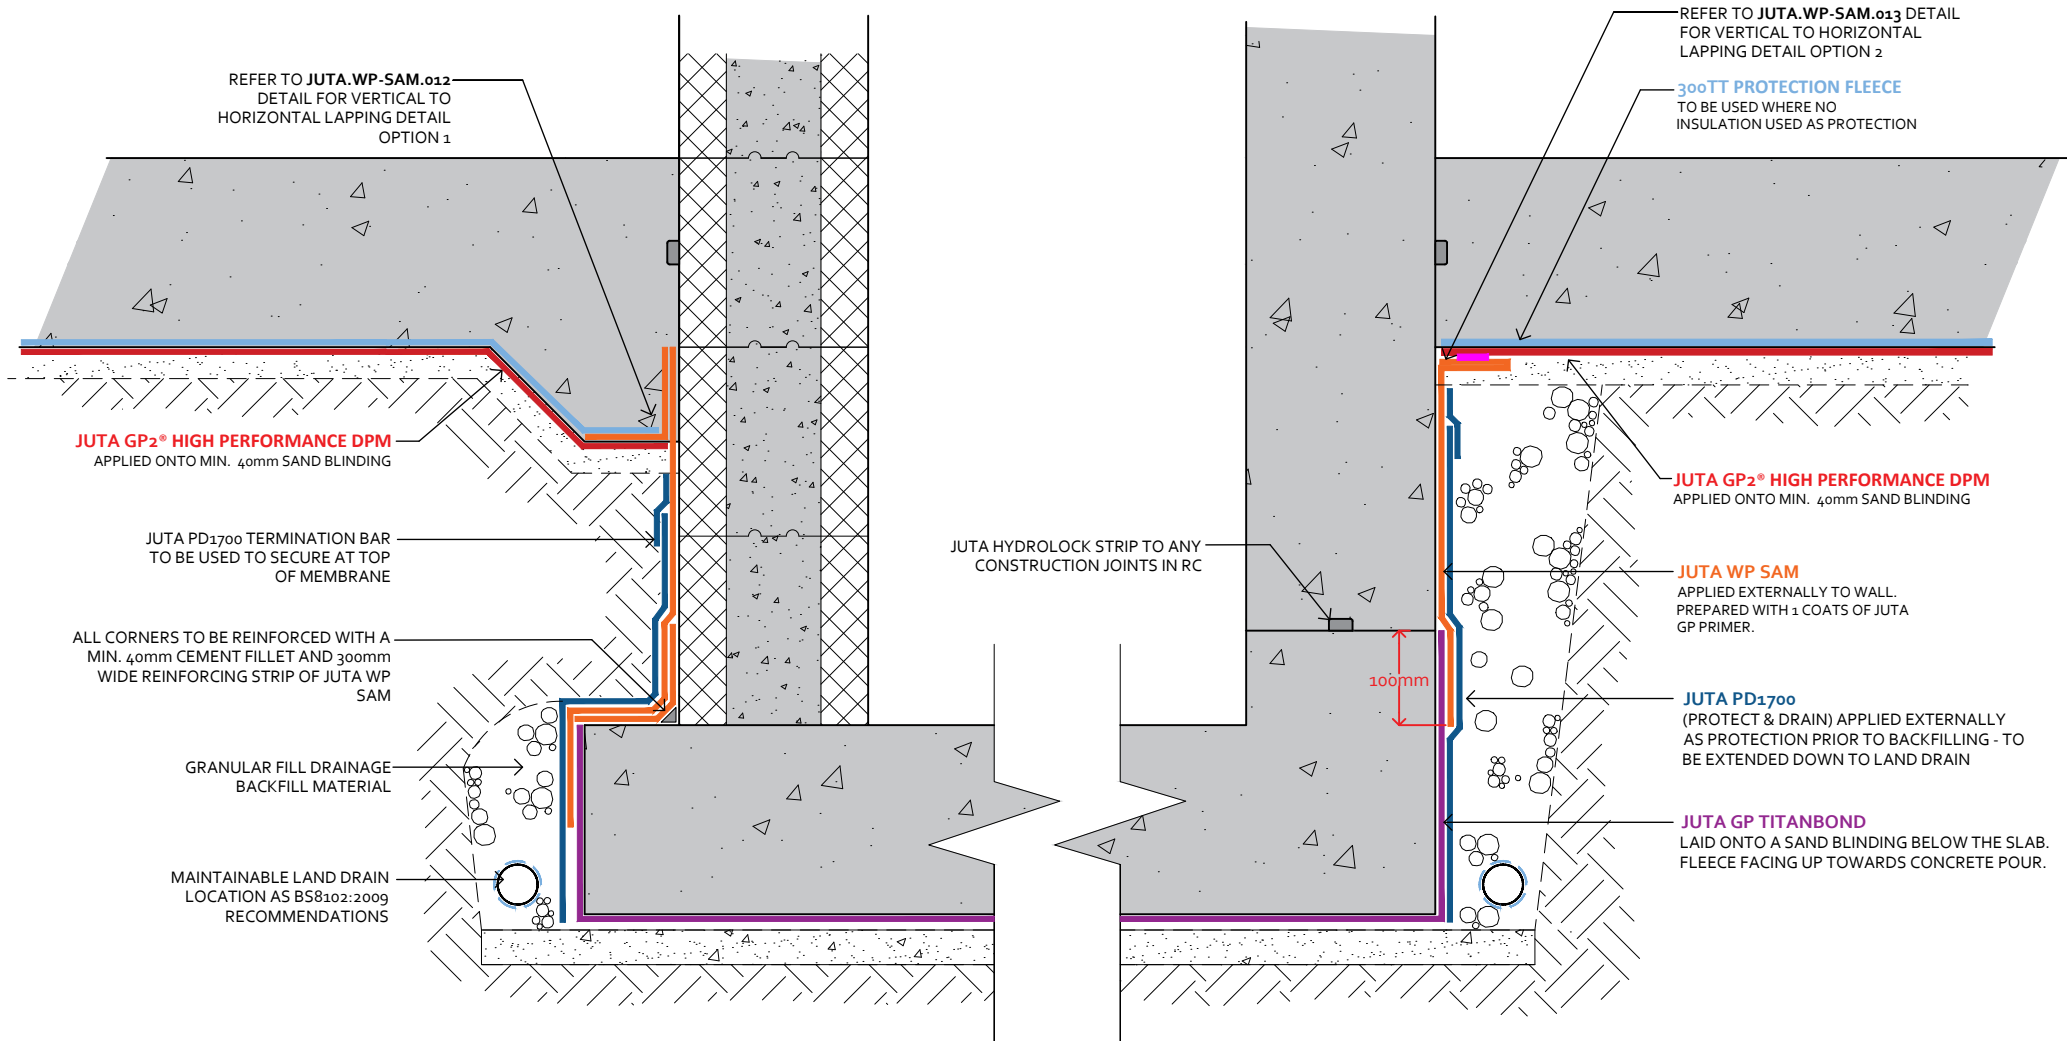 REFER TO JUTA.WP-SAM.012
DETAIL FOR VERTICAL TO
HORIZONTAL LAPPING DETAIL
OPTION 1
JUTA GP2® HIGH PERFORMANCE DPM
APPLIED ONTO MIN. 40mm SAND BLINDING
JUTA PD1700 TERMINATION BAR
TO BE USED TO SECURE AT TOP
OF MEMBRANE
ALL CORNERS TO BE REINFORCED WITH A
MIN. 40mm CEMENT FILLET AND 300mm
WIDE REINFORCING STRIP OF JUTA WP
SAM
GRANULAR FILL DRAINAGE
BACKFILL MATERIAL
MAINTAINABLE LAND DRAIN
LOCATION AS BS8102:2009
RECOMMENDATIONS
JUTA HYDROLOCK STRIP TO ANY
CONSTRUCTION JOINTS IN RC
100mm
REFER TO JUTA.WP-SAM.013 DETAIL
FOR VERTICAL TO HORIZONTAL
LAPPING DETAIL OPTION 2
300TT PROTECTION FLEECE
TO BE USED WHERE NO
INSULATION USED AS PROTECTION
JUTA GP2® HIGH PERFORMANCE DPM
APPLIED ONTO MIN. 40mm SAND BLINDING
JUTA WP SAM
APPLIED EXTERNALLY TO WALL.
PREPARED WITH 1 COATS OF JUTA
GP PRIMER.
JUTA PD1700
(PROTECT & DRAIN) APPLIED EXTERNALLY
AS PROTECTION PRIOR TO BACKFILLING - TO
BE EXTENDED DOWN TO LAND DRAIN
JUTA GP TITANBOND
LAID ONTO A SAND BLINDING BELOW THE SLAB.
FLEECE FACING UP TOWARDS CONCRETE POUR.